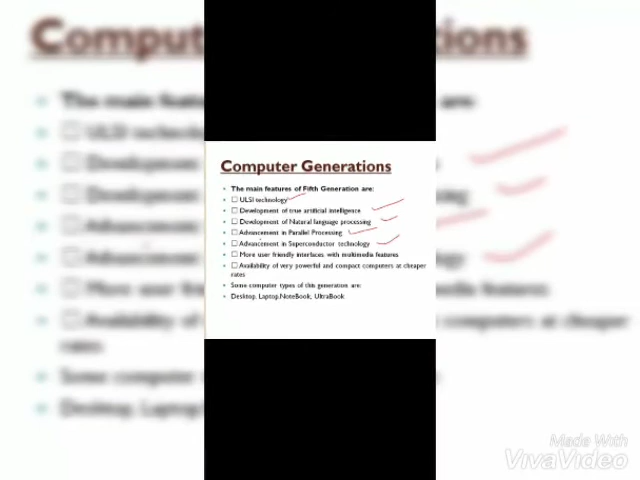 Computer Generations
The main features of Fifth Generation are:
ULSI technology
Development of true artificial intelligence
Development of Natural language processing
Advancement in Parallel Processing
Advancement in Superconductor technology
More user friendly interfaces with multimedia features
Availability of very powerful and compact computers at cheaper
rates
Some computer types of this generation are:
Desktop, Laptop,NoteBook, UltraBook
Made With
VivaVideo